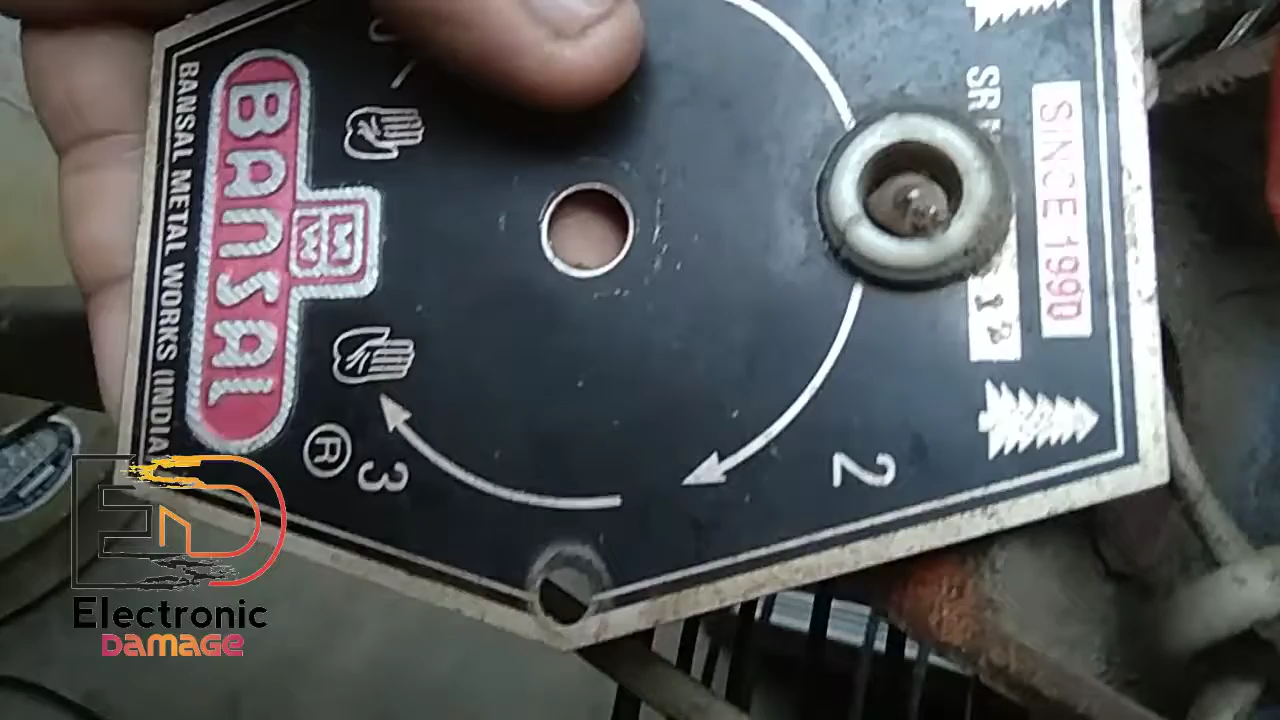 BANSAL
BANSAL METAL WORKS (INDIA
SINCE 1990
2
3
®
Electronic
DAMAGE